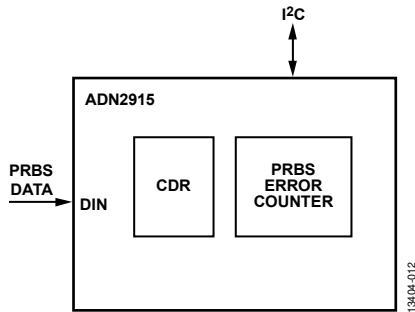 I²C
ADN2915
PRBS
DATA
DIN
CDR
PRBS
ERROR
COUNTER
13404-012